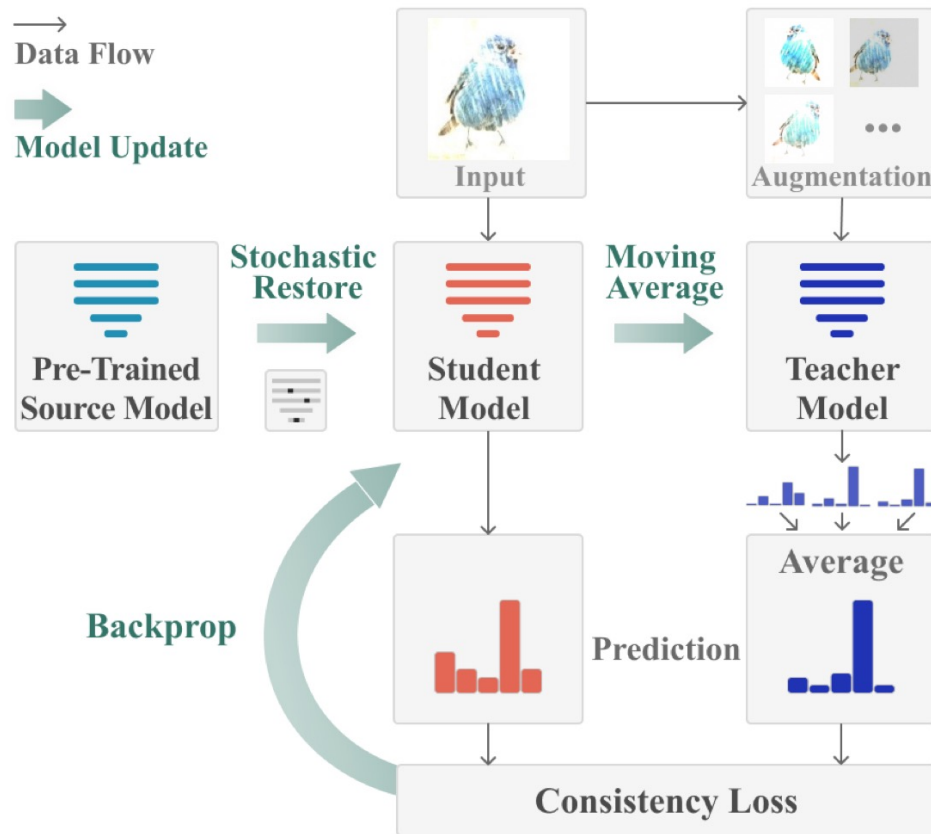 Data Flow
Model Update
Input
Augmentation
Stochastic
Restore
Moving
Average
Pre-Trained
Source Model
Student
Model
Teacher
Model
Backprop
Average
Prediction
Consistency Loss